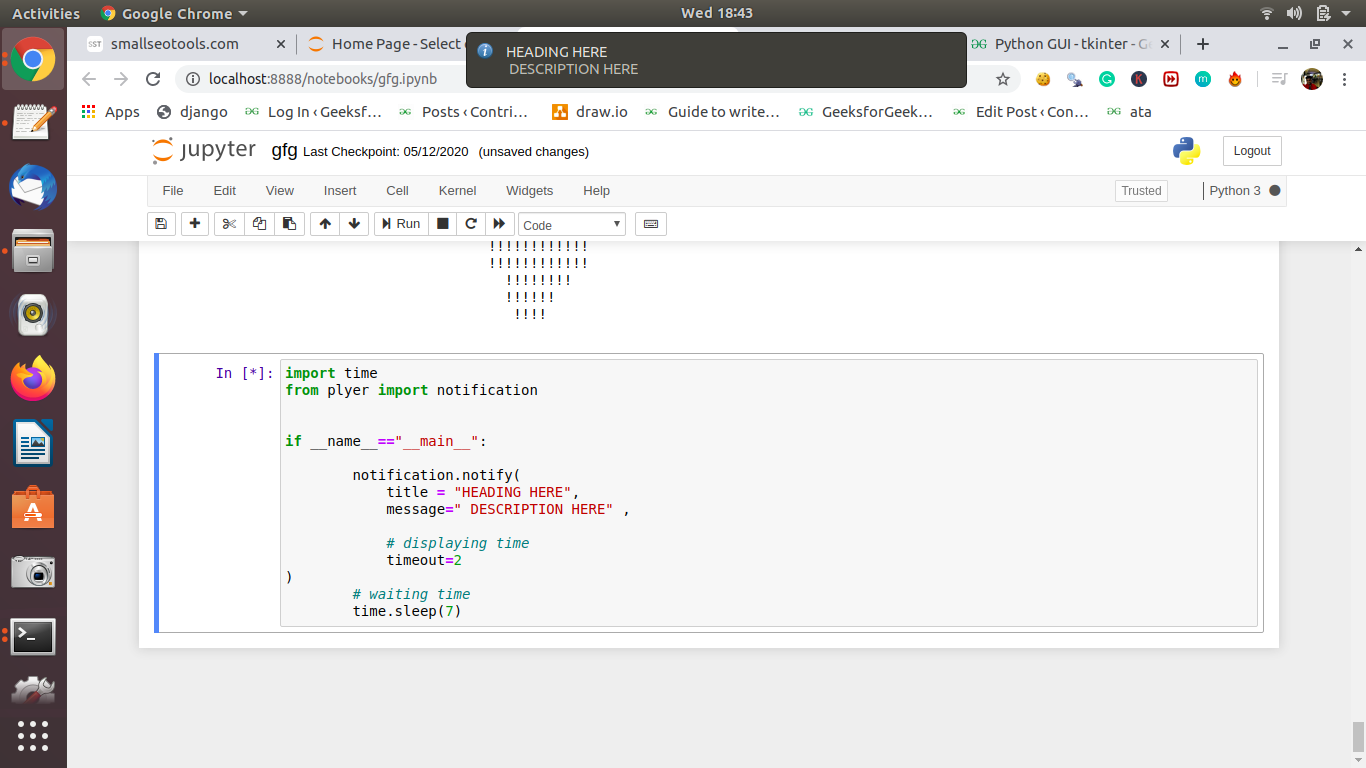 Activities Google Chrome Wed 18:43
smallseotools.com Home Page - Select Python GUI - tkinter - G
HEADING HERE
DESCRIPTION HERE
localhost:8888/notebooks/gfg.ipynb
Apps django Log In ‹ Geeksf… Posts ‹ Contri… draw.io Guide to write… GeeksforGeek… Edit Post ‹ Con… ata
jupyter gfg Last Checkpoint: 05/12/2020 (unsaved changes) Logout
File Edit View Insert Cell Kernel Widgets Help Trusted Python 3
Run Code
!!!!!!!!!!!!
!!!!!!!!!!!!
!!!!!!!!
!!!!!!
!!!!
In [*]: import time
from plyer import notification
if __name__=="__main__":
notification.notify(
title = "HEADING HERE",
message=" DESCRIPTION HERE" ,
# displaying time
timeout=2
)
# waiting time
time.sleep(7)